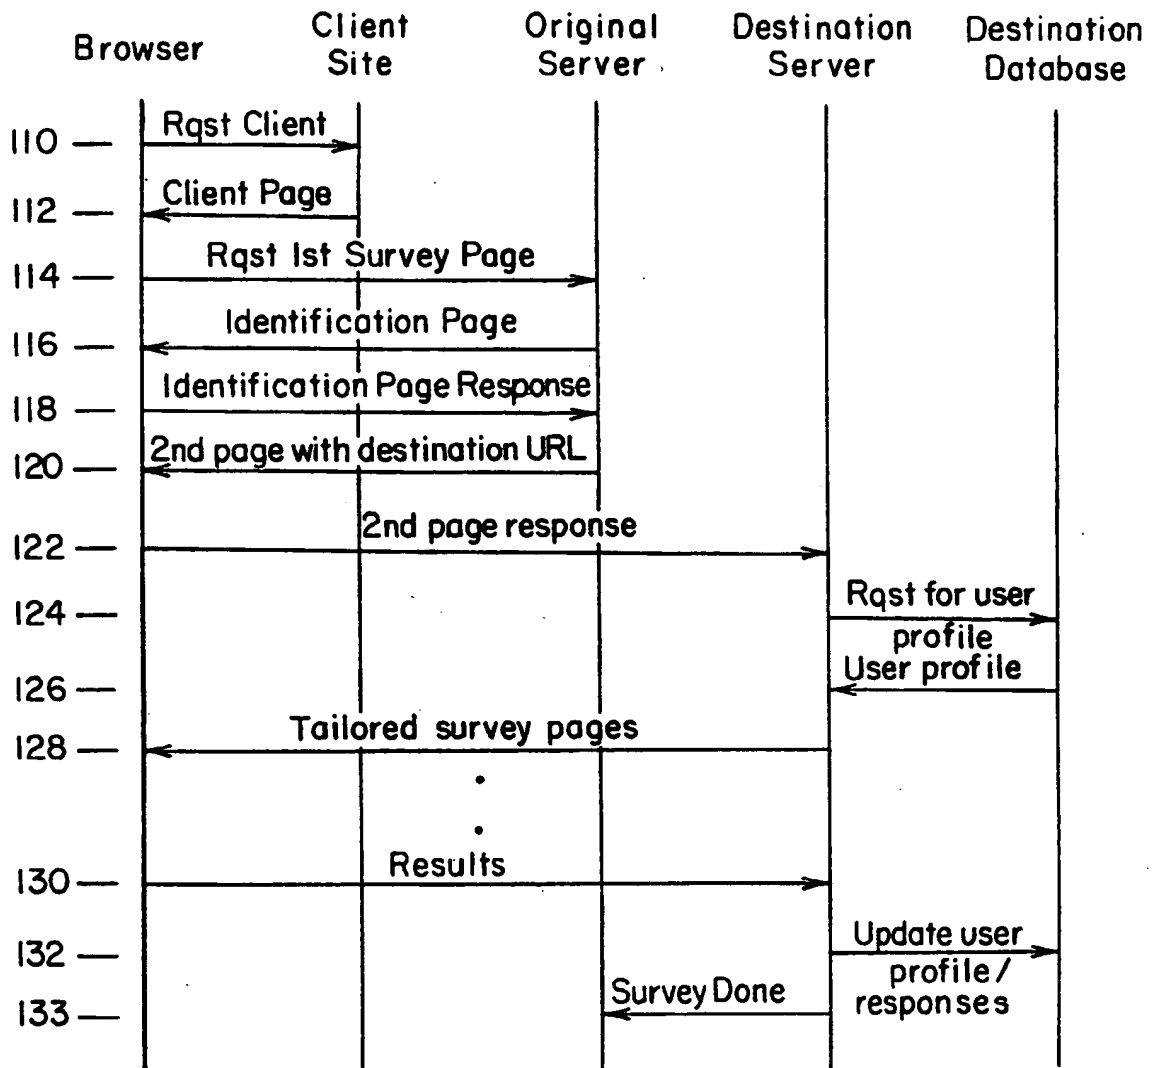 Browser
Client
Site
Original
Server
Destination
Server
Destination
Database
110
Rqst Client
112
Client Page
114
Rqst 1st Survey Page
116
Identification Page
118
Identification Page Response
120
2nd page with destination URL
122
2nd page response
124
Rqst for user
profile
126
User profile
128
Tailored survey pages
130
Results
132
Update user
profile/
responses
133
Survey Done